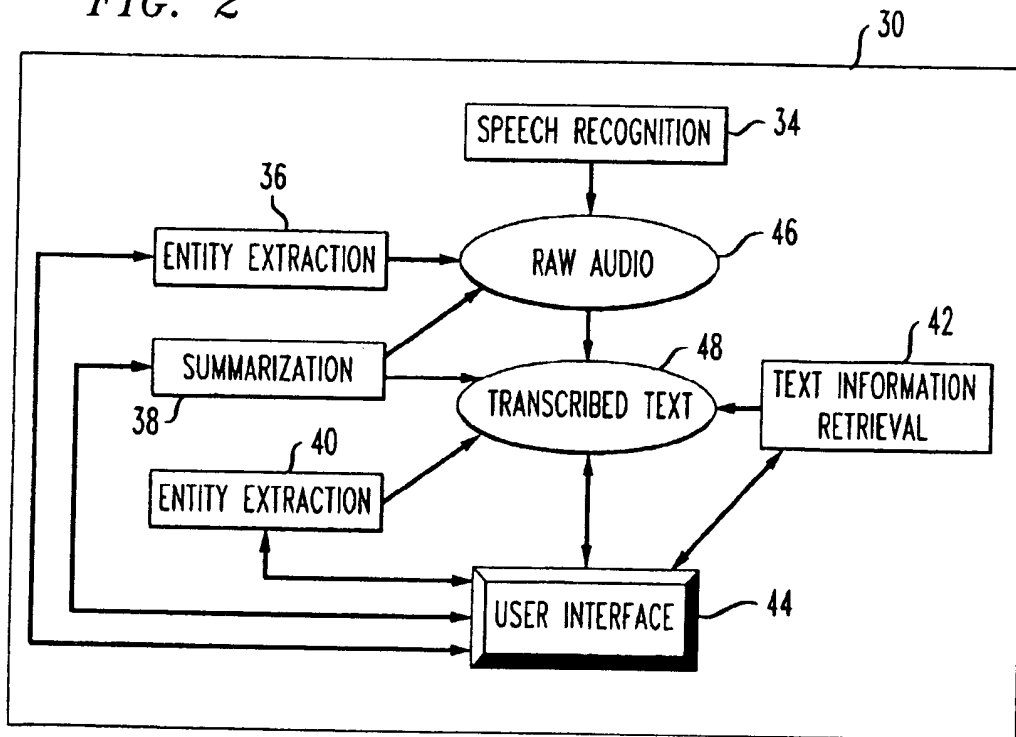 FIG. 2
30
SPEECH RECOGNITION
34
36
ENTITY EXTRACTION
RAW AUDIO
46
SUMMARIZATION
38
48
TRANSCRIBED TEXT
42
TEXT INFORMATION
RETRIEVAL
40
ENTITY EXTRACTION
USER INTERFACE
44